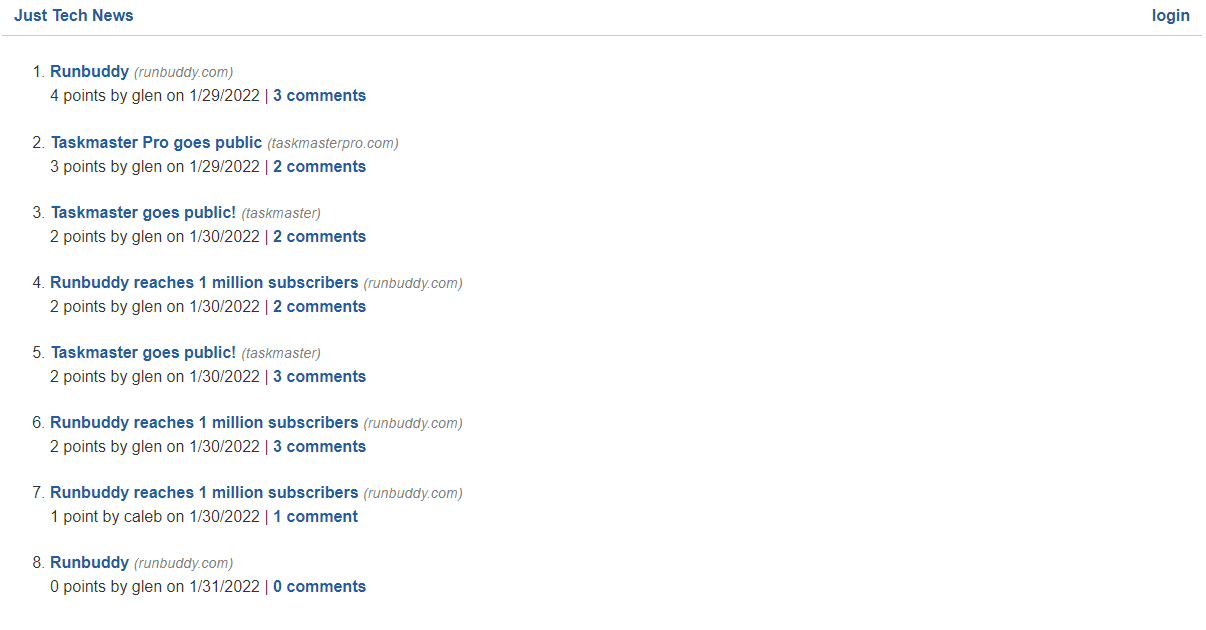 Just Tech News login
1. Runbuddy (runbuddy.com)
4 points by glen on 1/29/2022 | 3 comments
2. Taskmaster Pro goes public (taskmasterpro.com)
3 points by glen on 1/29/2022 | 2 comments
3. Taskmaster goes public! (taskmaster)
2 points by glen on 1/30/2022 | 2 comments
4. Runbuddy reaches 1 million subscribers (runbuddy.com)
2 points by glen on 1/30/2022 | 2 comments
5. Taskmaster goes public! (taskmaster)
2 points by glen on 1/30/2022 | 3 comments
6. Runbuddy reaches 1 million subscribers (runbuddy.com)
2 points by glen on 1/30/2022 | 3 comments
7. Runbuddy reaches 1 million subscribers (runbuddy.com)
1 point by caleb on 1/30/2022 | 1 comment
8. Runbuddy (runbuddy.com)
0 points by glen on 1/31/2022 | 0 comments